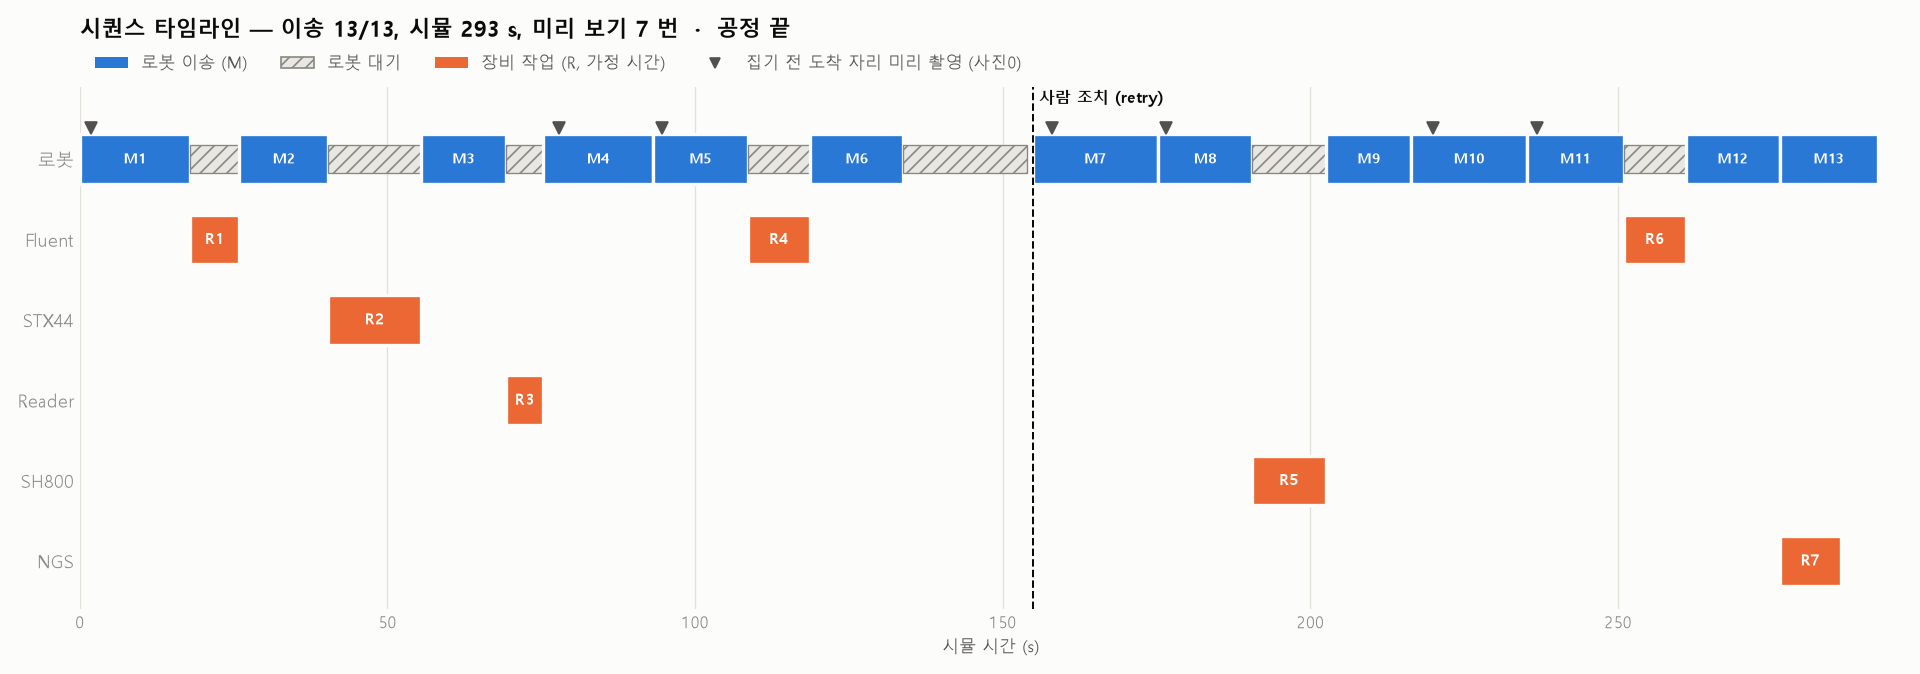 시퀀스 타임라인 — 이송 13/13, 시뮬 293 s, 미리 보기 7 번 · 공정 끝
로봇 이송 (M) 로봇 대기 장비 작업 (R, 가정 시간) 집기 전 도착 자리 미리 촬영 (사진0)
사람 조치 (retry)
로봇 M1 M2 M3 M4 M5 M6 M7 M8 M9 M10 M11 M12 M13
Fluent R1 R4 R6
STX44 R2
Reader R3
SH800 R5
NGS R7
0 50 100 150 200 250
시뮬 시간 (s)